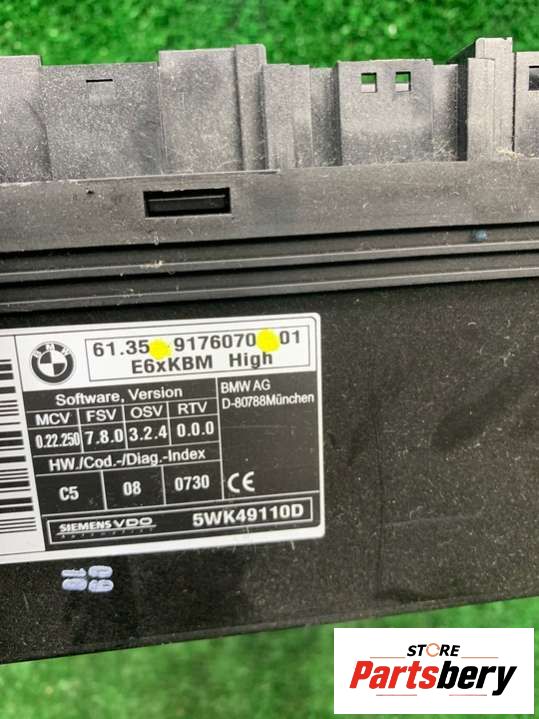 BMW
61.35 9176070 01
E6xKBM High
Software, Version
MCV FSV OSV RTV
0.22.250 7.8.0 3.2.4 0.0.0
HW./Cod.-/Diag.-Index
C5 08 0730
BMW AG
D-80788München
CE
SIEMENS VDO
AUTOMOTIVE
5WK49110D
STORE
Partsbery